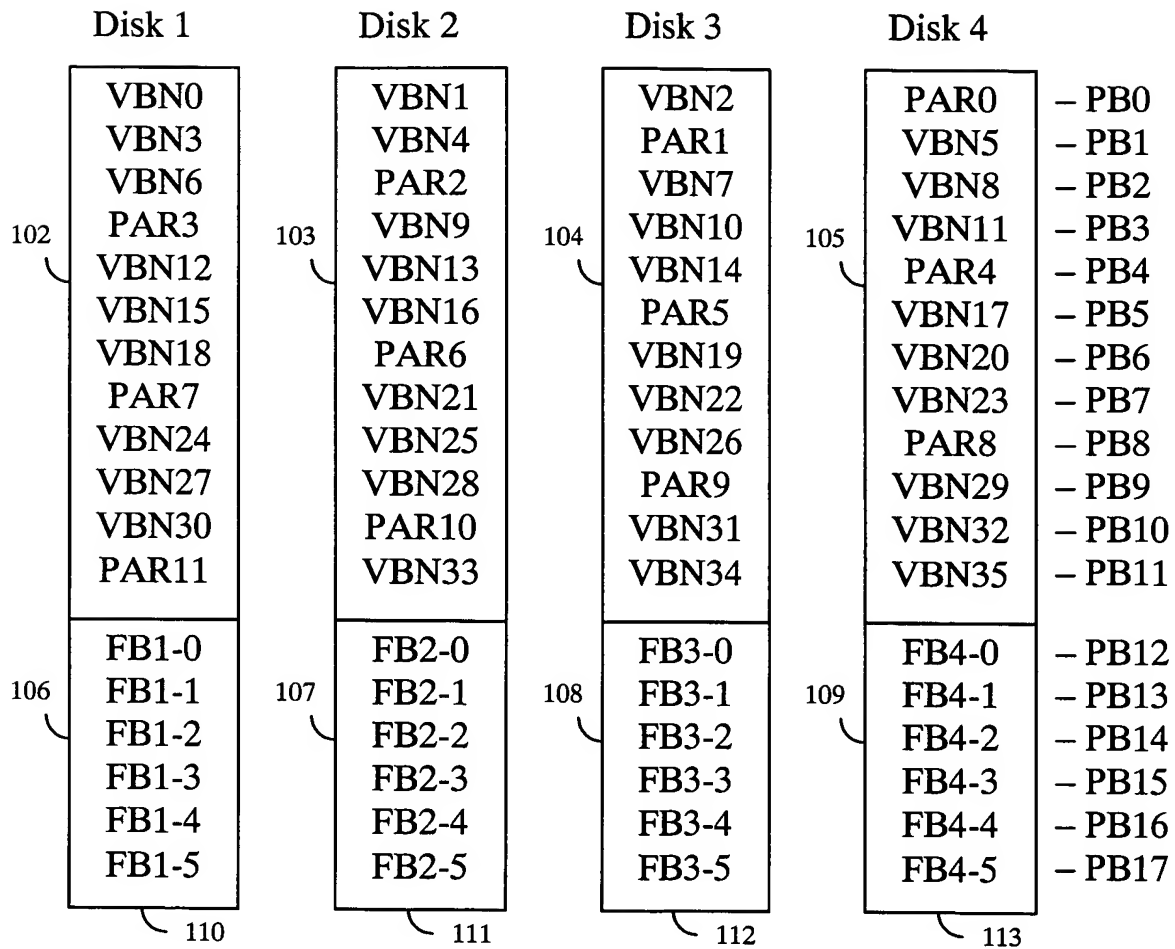 Disk 1 Disk 2 Disk 3 Disk 4
VBN0 VBN1 VBN2 PAR0 – PB0
VBN3 VBN4 PAR1 VBN5 – PB1
VBN6 PAR2 VBN7 VBN8 – PB2
102 PAR3 103 VBN9 104 VBN10 105 VBN11 – PB3
VBN12 VBN13 VBN14 PAR4 – PB4
VBN15 VBN16 PAR5 VBN17 – PB5
VBN18 PAR6 VBN19 VBN20 – PB6
PAR7 VBN21 VBN22 VBN23 – PB7
VBN24 VBN25 VBN26 PAR8 – PB8
VBN27 VBN28 PAR9 VBN29 – PB9
VBN30 PAR10 VBN31 VBN32 – PB10
PAR11 VBN33 VBN34 VBN35 – PB11
FB1-0 FB2-0 FB3-0 FB4-0 – PB12
106 FB1-1 107 FB2-1 108 FB3-1 109 FB4-1 – PB13
FB1-2 FB2-2 FB3-2 FB4-2 – PB14
FB1-3 FB2-3 FB3-3 FB4-3 – PB15
FB1-4 FB2-4 FB3-4 FB4-4 – PB16
FB1-5 FB2-5 FB3-5 FB4-5 – PB17
110 111 112 113